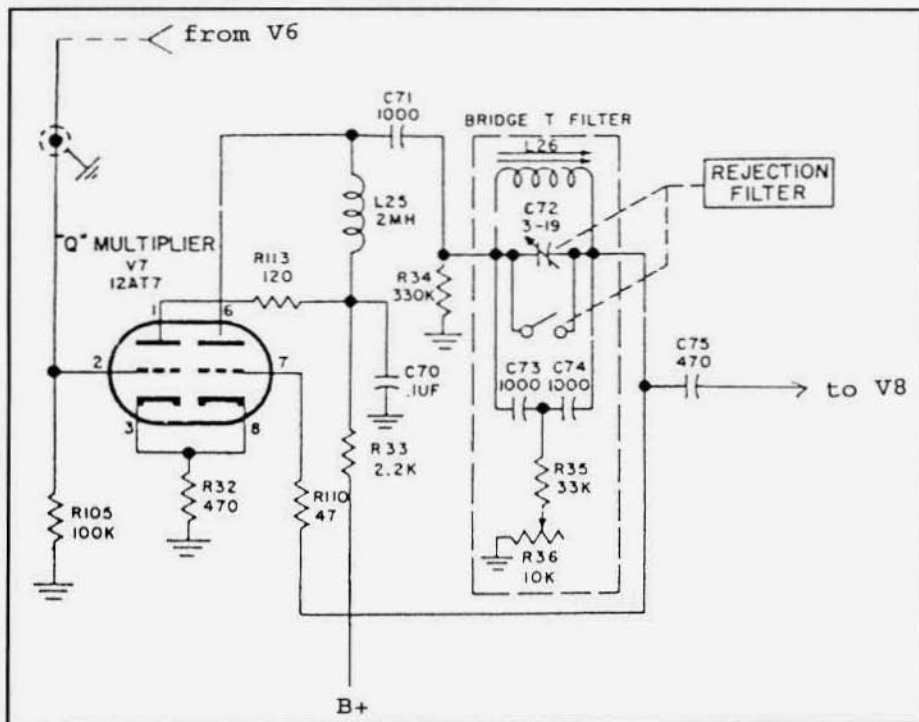 from V6
C71
1000
BRIDGE T FILTER
L26
REJECTION
FILTER
C72
3-19
L25
2MH
"Q" MULTIPLIER
V7
12AT7
R113
120
R34
330K
1
6
2
7
3
8
C70
.1UF
C73
1000
C74
1000
C75
470
to V8
R33
2.2K
R32
470
R110
47
R35
33K
R105
100K
R36
10K
B+